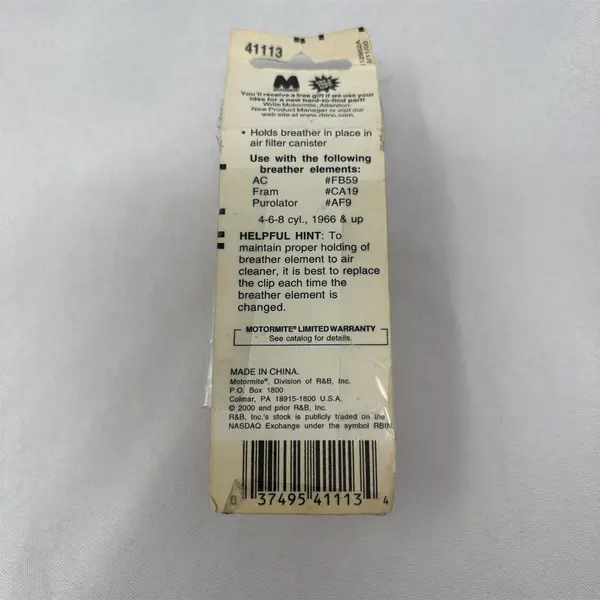 41113
M
You'll receive a free gift if we use your
idea for a new hard-to-find part!
Write Motormite, Attention:
New Product Manager or visit our
web site at www.rbinc.com.
• Holds breather in place in
air filter canister
Use with the following
breather elements:
AC #FB59
Fram #CA19
Purolator #AF9
4-6-8 cyl., 1966 & up
HELPFUL HINT: To
maintain proper holding of
breather element to air
cleaner, it is best to replace
the clip each time the
breather element is
changed.
MOTORMITE® LIMITED WARRANTY
See catalog for details.
MADE IN CHINA.
Motormite®, Division of R&B, Inc.
P.O. Box 1800
Colmar, PA 18915-1800 U.S.A.
© 2000 and prior R&B, Inc.
R&B, Inc.'s stock is publicly traded on the
NASDAQ Exchange under the symbol RBIN
0 37495 41113 4